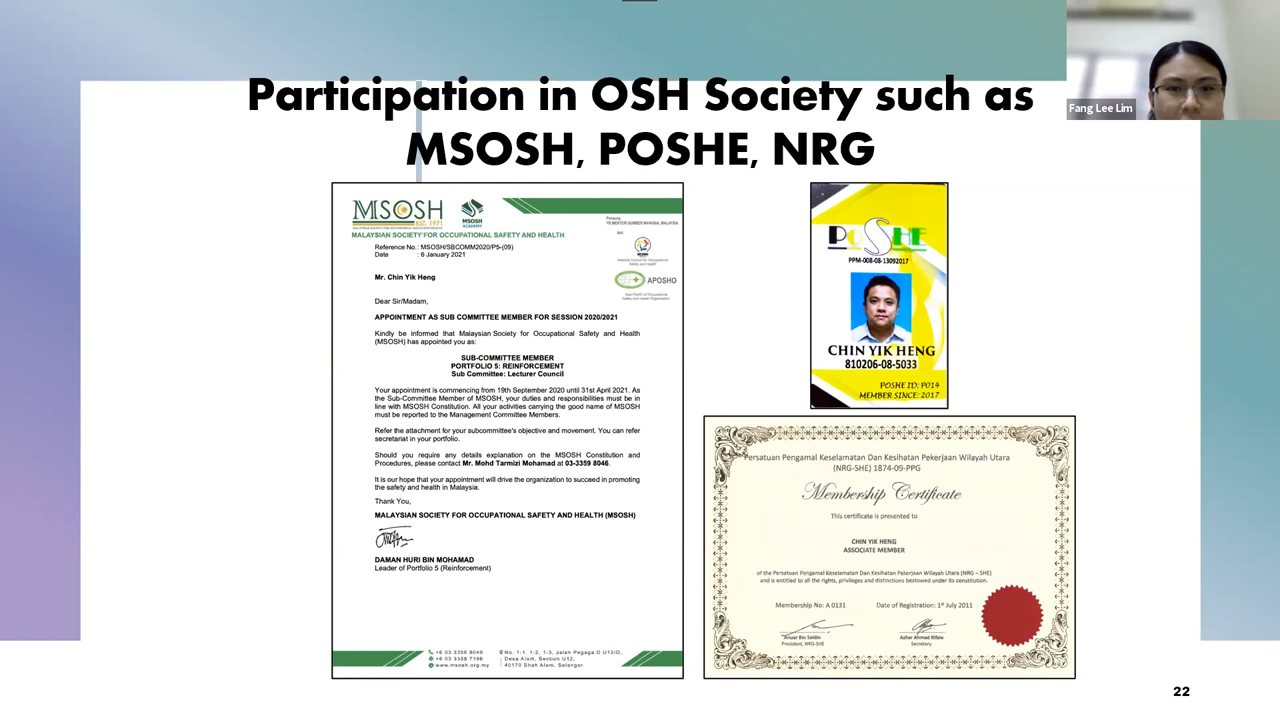 Participation in OSH Society such as
MSOSH, POSHE, NRG
Fang Lee Lim
MSOSH
EST. 1971
MSOSH
ACADEMY
MALAYSIAN SOCIETY FOR OCCUPATIONAL SAFETY AND HEALTH
Reference No.: MSOSH/SBCOMM2020/P5-(09)
Date : 6 January 2021
Mr. Chin Yik Heng
APOSHO
Dear Sir/Madam,
APPOINTMENT AS SUB COMMITTEE MEMBER FOR SESSION 2020/2021
Kindly be informed that Malaysian Society for Occupational Safety and Health
(MSOSH) has appointed you as:
SUB-COMMITTEE MEMBER
PORTFOLIO 5: REINFORCEMENT
Sub Committee: Lecturer Council
Your appointment is commencing from 19th September 2020 until 31st April 2021. As
the Sub-Committee Member of MSOSH, your duties and responsibilities must be in
line with MSOSH Constitution. All your activities carrying the good name of MSOSH
must be reported to the Management Committee Members.
Refer the attachment for your subcommittee's objective and movement. You can refer
secretariat in your portfolio.
Should you require any details explanation on the MSOSH Constitution and
Procedures, please contact Mr. Mohd Tarmizi Mohamad at 03-3359 8046.
It is our hope that your appointment will drive the organization to succeed in promoting
the safety and health in Malaysia.
Thank You,
MALAYSIAN SOCIETY FOR OCCUPATIONAL SAFETY AND HEALTH (MSOSH)
DAMAN HURI BIN MOHAMAD
Leader of Portfolio 5 (Reinforcement)
+6 03 3359 8046
+6 03 3308 7196
www.msosh.org.my
No. 1-1, 1-2, 1-3, Jalan Pegaga O U12/O,
Desa Alam, Section U12,
40170 Shah Alam, Selangor.
PoSHE
PPM-008-08-13092017
CHIN YIK HENG
810206-08-5033
POSHE ID: P014
MEMBER SINCE: 2017
Persatuan Pengamal Keselamatan Dan Kesihatan Pekerjaan Wilayah Utara
(NRG-SHE) 1874-09-PPG
Membership Certificate
This certificate is presented to
CHIN YIK HENG
ASSOCIATE MEMBER
of the Persatuan Pengamal Keselamatan Dan Kesihatan Pekerjaan Wilayah Utara (NRG – SHE)
and is entitled to all the rights, privileges and distinctions bestowed under its constitution.
Membership No: A 0131
Date of Registration: 1st July 2011
Anuar Bin Seldin
President, NRG-SHE
Azhar Ahmad Rifaie
Secretary
22